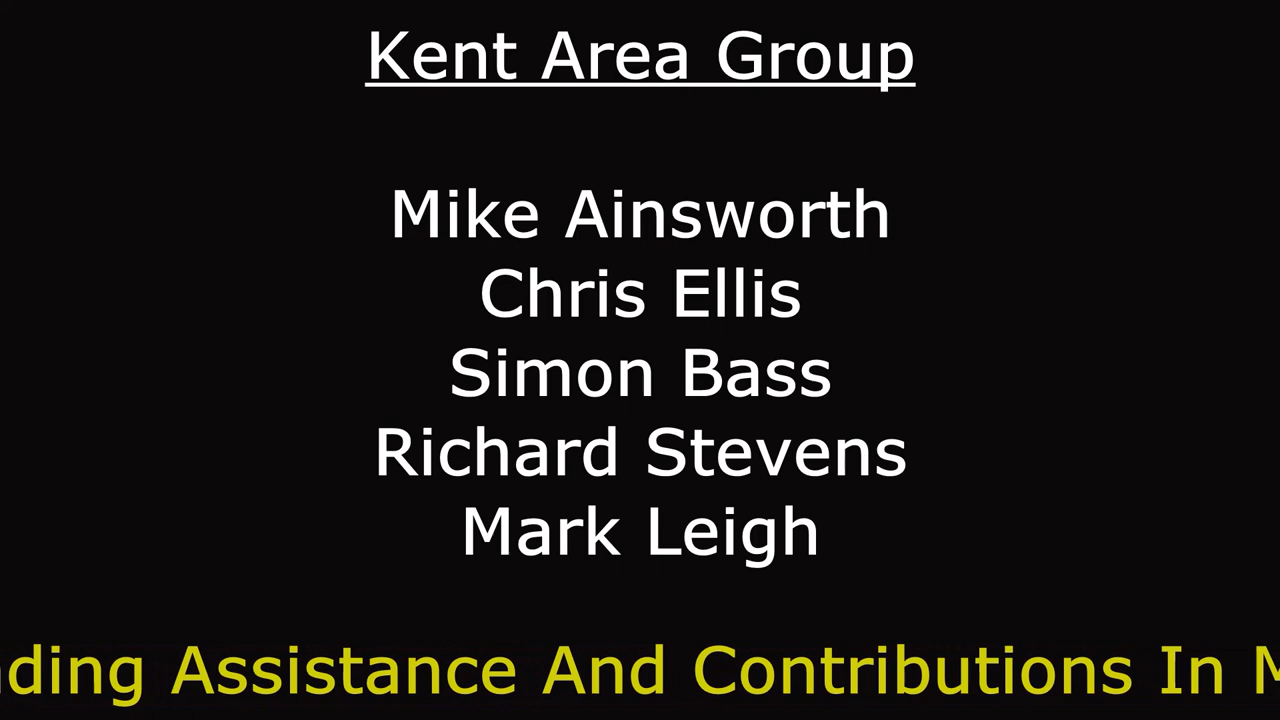 Kent Area Group
Mike Ainsworth
Chris Ellis
Simon Bass
Richard Stevens
Mark Leigh
Assistance And Contributions In